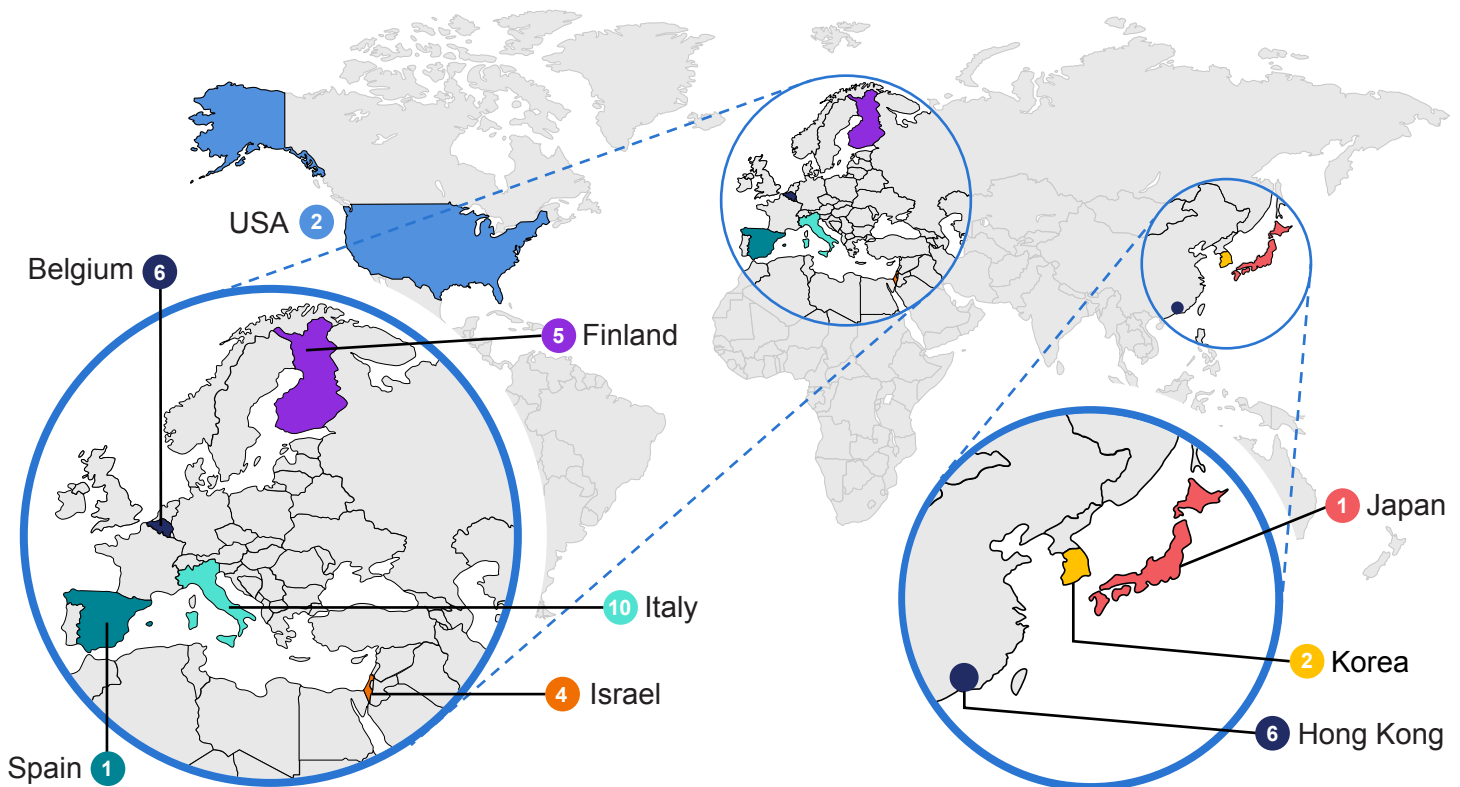 USA 2
Belgium 6
5 Finland
1 Japan
10 Italy
2 Korea
4 Israel
6 Hong Kong
Spain 1